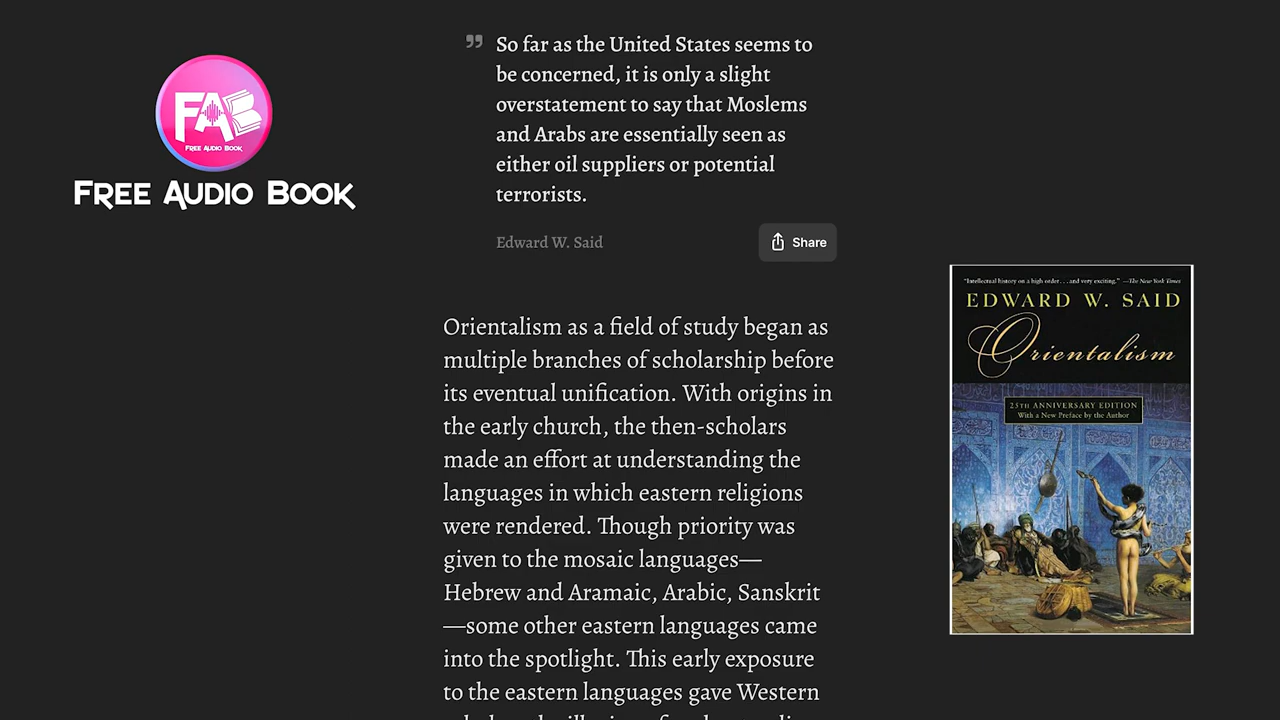 FAB
FREE AUDIO BOOK
FREE AUDIO BOOK
” So far as the United States seems to
be concerned, it is only a slight
overstatement to say that Moslems
and Arabs are essentially seen as
either oil suppliers or potential
terrorists.
Edward W. Said
Share
Orientalism as a field of study began as
multiple branches of scholarship before
its eventual unification. With origins in
the early church, the then-scholars
made an effort at understanding the
languages in which eastern religions
were rendered. Though priority was
given to the mosaic languages—
Hebrew and Aramaic, Arabic, Sanskrit
—some other eastern languages came
into the spotlight. This early exposure
to the eastern languages gave Western
"Intellectual history on a high order . . . and very exciting." —The New York Times
EDWARD W. SAID
Orientalism
25TH ANNIVERSARY EDITION
With a New Preface by the Author